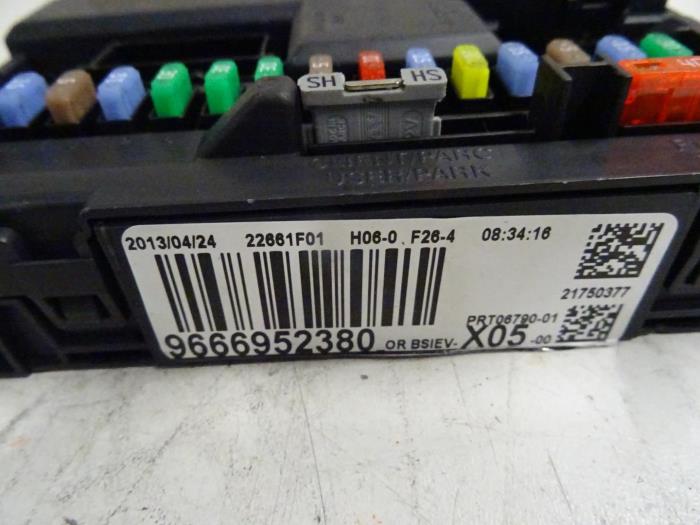 SH HS
CLIENT/PARC
USER/PARK
2013/04/24 22661F01 H06-0 F26-4 08:34:16
21750377
PRT06790-01
9666952380 OR BSIEV- X05 -00